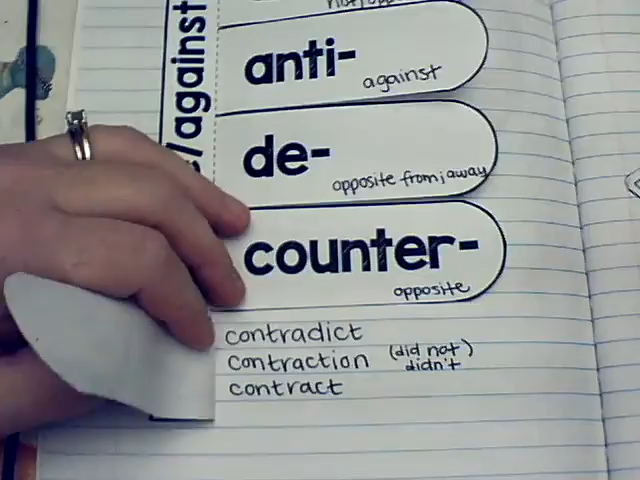 /against
anti-
against
de-
opposite from; away
counter-
opposite
contradict
contraction (did not)
didn't
contract